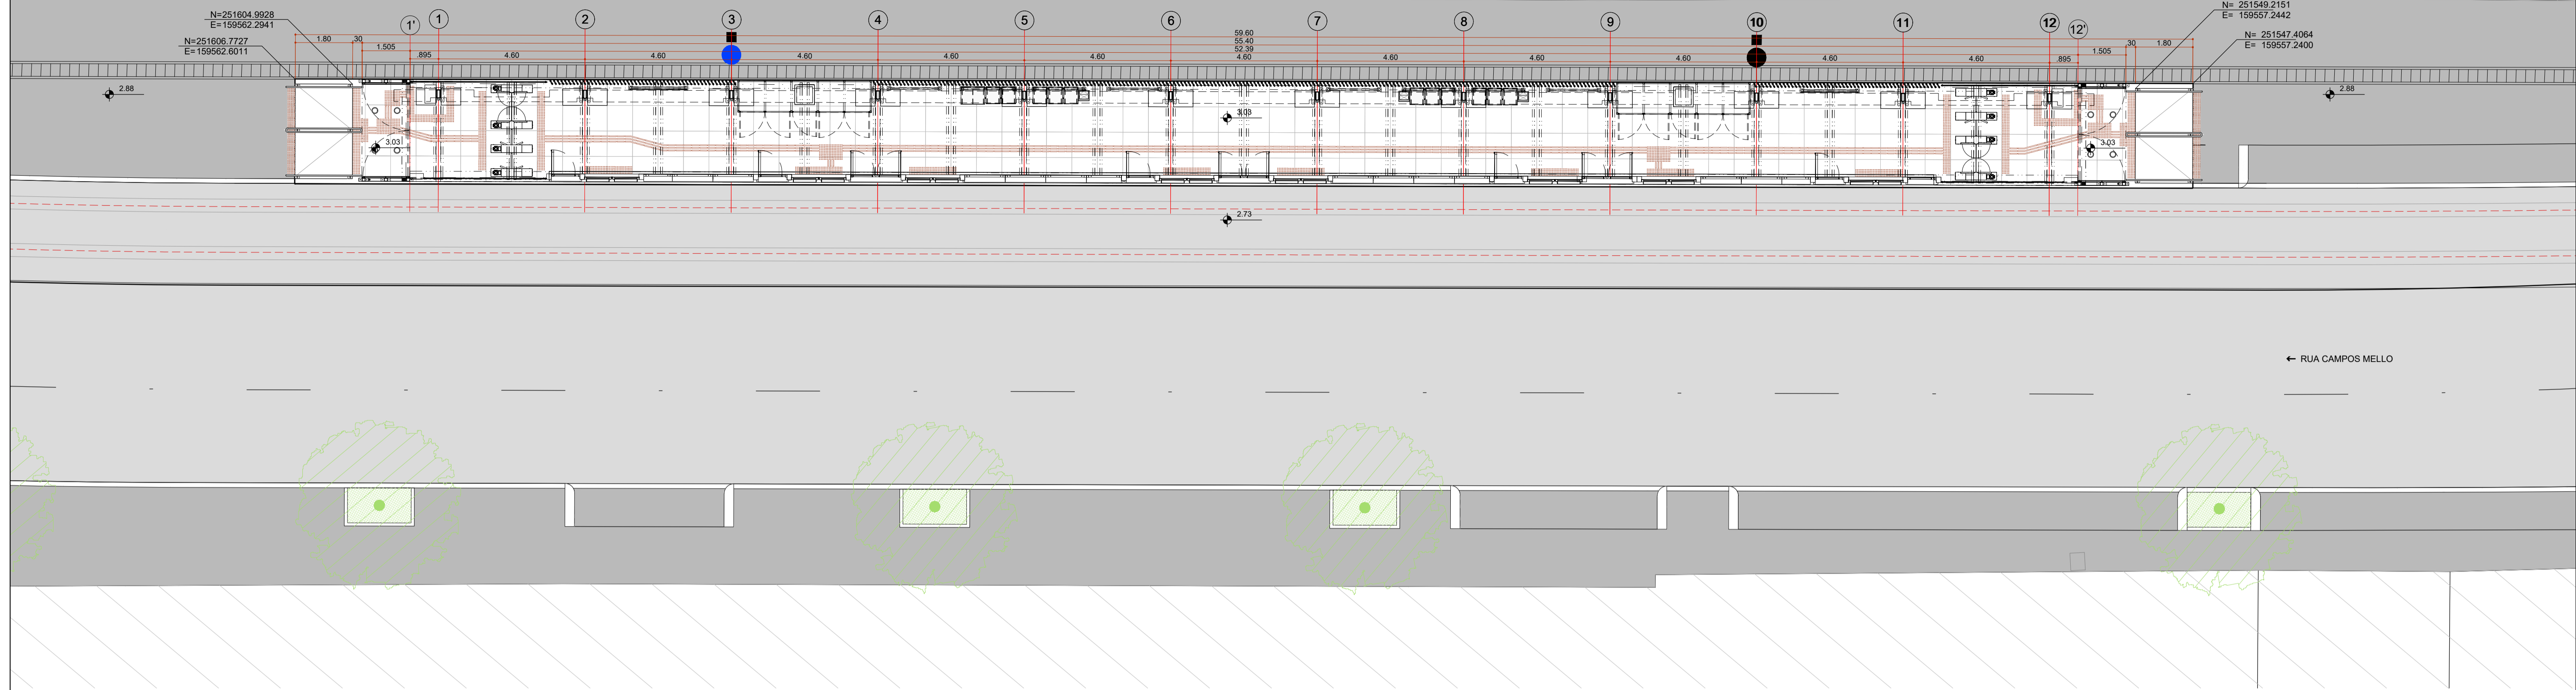 N=251604.9928
E=159562.2941
N=251606.7727
E=159562.6011
1' 1 2 3 4 5 6 7 8 9 10 11 12 12'
N= 251549.2151
E= 159557.2442
N= 251547.4064
E= 159557.2400
59.60
1.80 .30 55.40 .30 1.80
1.505 52.39 1.505
.895 4.60 4.60 4.60 4.60 4.60 4.60 4.60 4.60 4.60 4.60 4.60 .895
2.88
2.88
3.03
3.03
3.03
2.73
← RUA CAMPOS MELLO